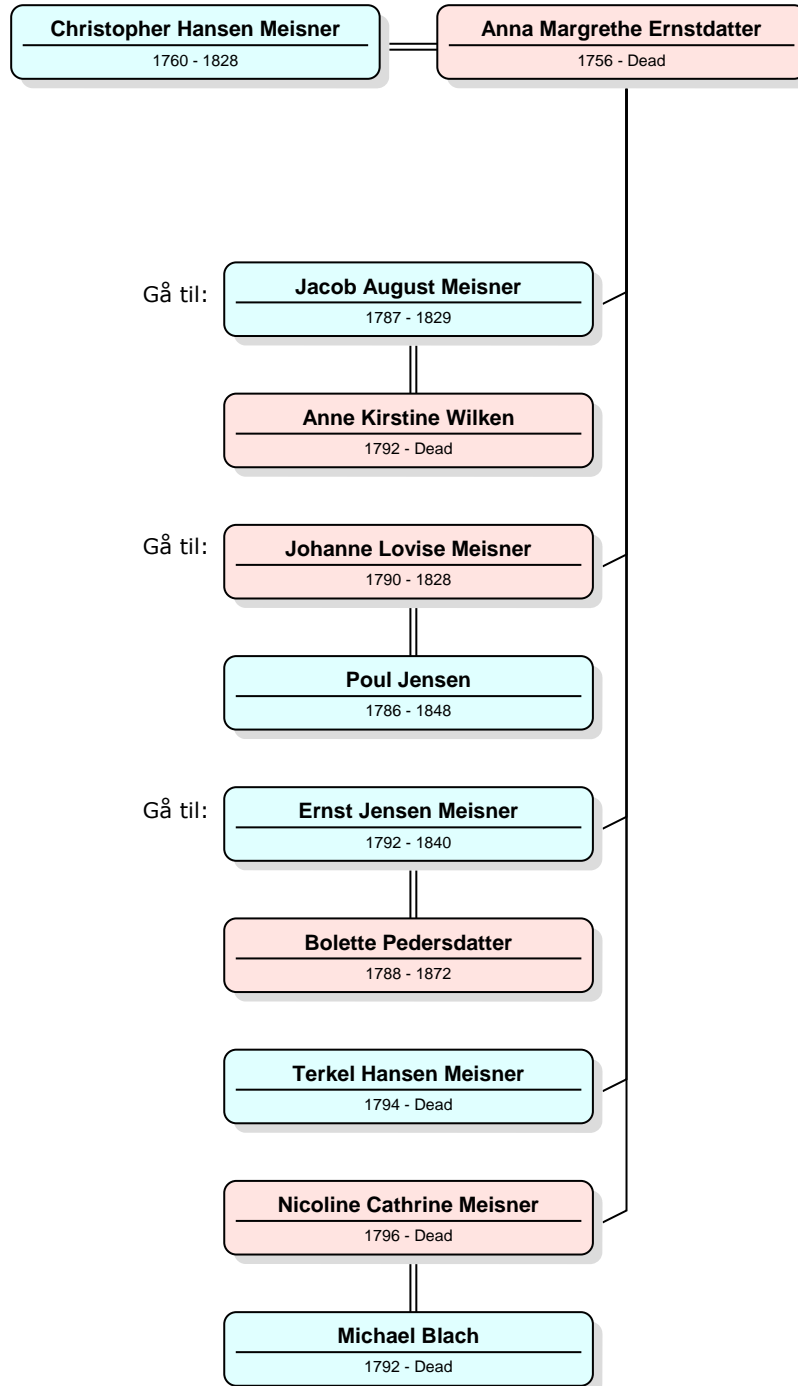 Christopher Hansen Meisner
1760 - 1828
Anna Margrethe Ernstdatter
1756 - Dead
Gå til:
Jacob August Meisner
1787 - 1829
Anne Kirstine Wilken
1792 - Dead
Gå til:
Johanne Lovise Meisner
1790 - 1828
Poul Jensen
1786 - 1848
Gå til:
Ernst Jensen Meisner
1792 - 1840
Bolette Pedersdatter
1788 - 1872
Terkel Hansen Meisner
1794 - Dead
Nicoline Cathrine Meisner
1796 - Dead
Michael Blach
1792 - Dead